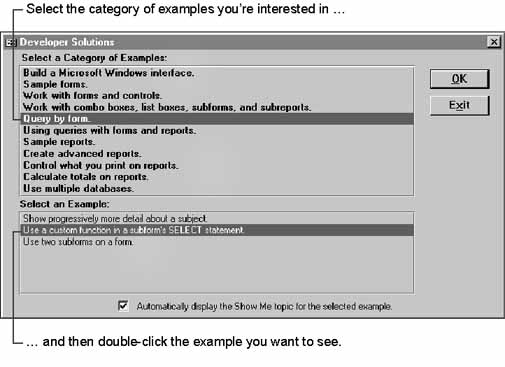 Select the category of examples you're interested in ...
Developer Solutions
Select a Category of Examples:
Build a Microsoft Windows interface.
Sample forms.
Work with forms and controls.
Work with combo boxes, list boxes, subforms, and subreports.
Query by form.
Using queries with forms and reports.
Sample reports.
Create advanced reports.
Control what you print on reports.
Calculate totals on reports.
Use multiple databases.
OK
Exit
Select an Example:
Show progressively more detail about a subject.
Use a custom function in a subform's SELECT statement.
Use two subforms on a form.
Automatically display the Show Me topic for the selected example.
... and then double-click the example you want to see.